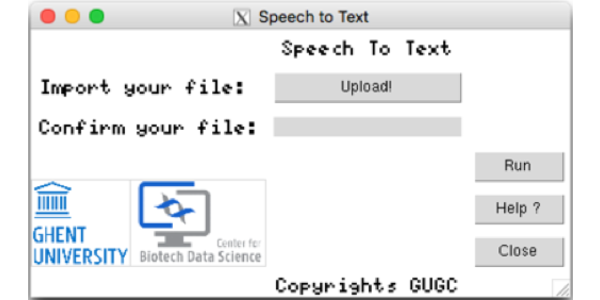 Speech to Text
Speech To Text
Import your file: Upload!
Confirm your file:
Run
Help ?
GHENT
UNIVERSITY
Center for
Biotech Data Science
Close
Copyrights GUGC